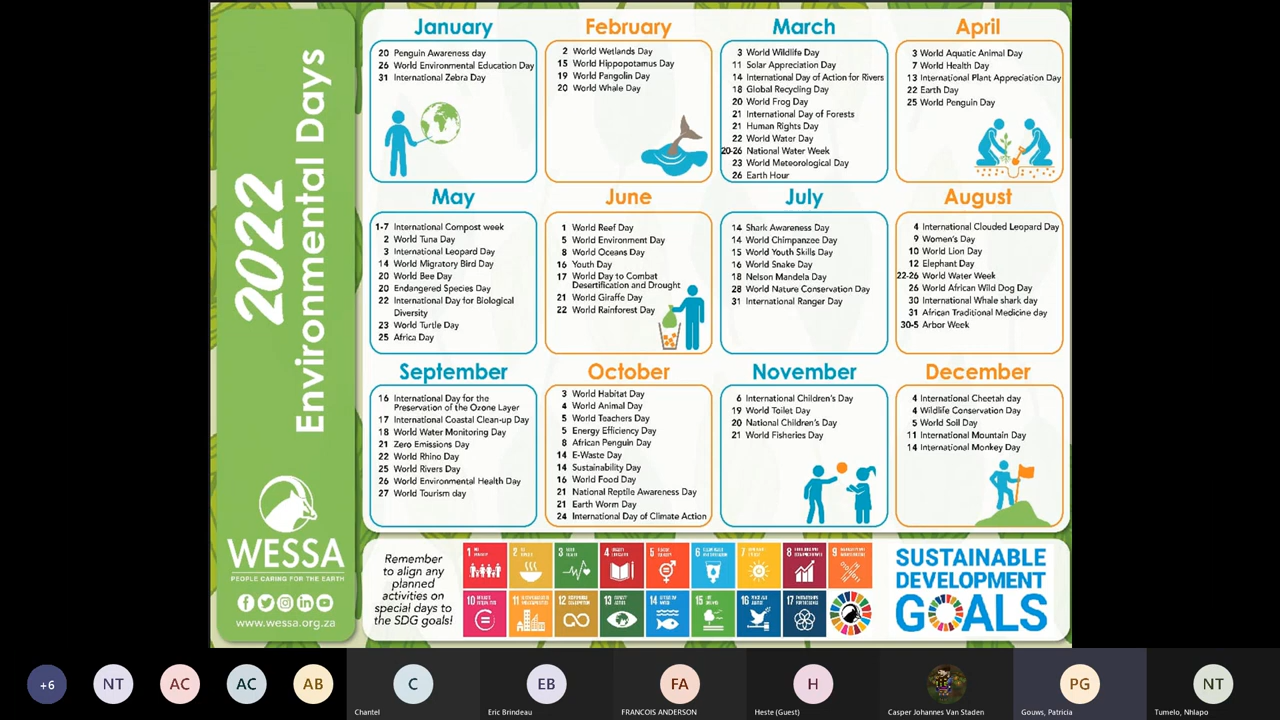 2022
Environmental Days
WESSA
PEOPLE CARING FOR THE EARTH
www.wessa.org.za
January
20 Penguin Awareness day
26 World Environmental Education Day
31 International Zebra Day
February
2 World Wetlands Day
15 World Hippopotamus Day
19 World Pangolin Day
20 World Whale Day
March
3 World Wildlife Day
11 Solar Appreciation Day
14 International Day of Action for Rivers
18 Global Recycling Day
20 World Frog Day
21 International Day of Forests
21 Human Rights Day
22 World Water Day
20-26 National Water Week
23 World Meteorological Day
26 Earth Hour
April
3 World Aquatic Animal Day
7 World Health Day
13 International Plant Appreciation Day
22 Earth Day
25 World Penguin Day
May
1-7 International Compost week
2 World Tuna Day
3 International Leopard Day
14 World Migratory Bird Day
20 World Bee Day
20 Endangered Species Day
22 International Day for Biological
Diversity
23 World Turtle Day
25 Africa Day
June
1 World Reef Day
5 World Environment Day
8 World Oceans Day
16 Youth Day
17 World Day to Combat
Desertification and Drought
21 World Giraffe Day
22 World Rainforest Day
July
14 Shark Awareness Day
14 World Chimpanzee Day
15 World Youth Skills Day
16 World Snake Day
18 Nelson Mandela Day
28 World Nature Conservation Day
31 International Ranger Day
August
4 International Clouded Leopard Day
9 Women's Day
10 World Lion Day
12 Elephant Day
22-26 World Water Week
26 World African Wild Dog Day
30 International Whale shark day
31 African Traditional Medicine day
30-5 Arbor Week
September
16 International Day for the
Preservation of the Ozone Layer
17 International Coastal Clean-up Day
18 World Water Monitoring Day
21 Zero Emissions Day
22 World Rhino Day
25 World Rivers Day
26 World Environmental Health Day
27 World Tourism day
October
3 World Habitat Day
4 World Animal Day
5 World Teachers Day
5 Energy Efficiency Day
8 African Penguin Day
14 E-Waste Day
14 Sustainability Day
16 World Food Day
21 National Reptile Awareness Day
21 Earth Worm Day
24 International Day of Climate Action
November
6 International Children's Day
19 World Toilet Day
20 National Children's Day
21 World Fisheries Day
December
4 International Cheetah day
4 Wildlife Conservation Day
5 World Soil Day
11 International Mountain Day
14 International Monkey Day
Remember
to align any
planned
activities on
special days to
the SDG goals!
1 2 3 4 5 6 7 8 9
10 11 12 13 14 15 16 17
SUSTAINABLE
DEVELOPMENT
GOALS
+6 NT AC AC AB C EB FA H PG NT
Chantel Eric Brindeau FRANCOIS ANDERSON Heste (Guest) Casper Johannes Van Staden Gouws, Patricia Tumelo, Nhlapo